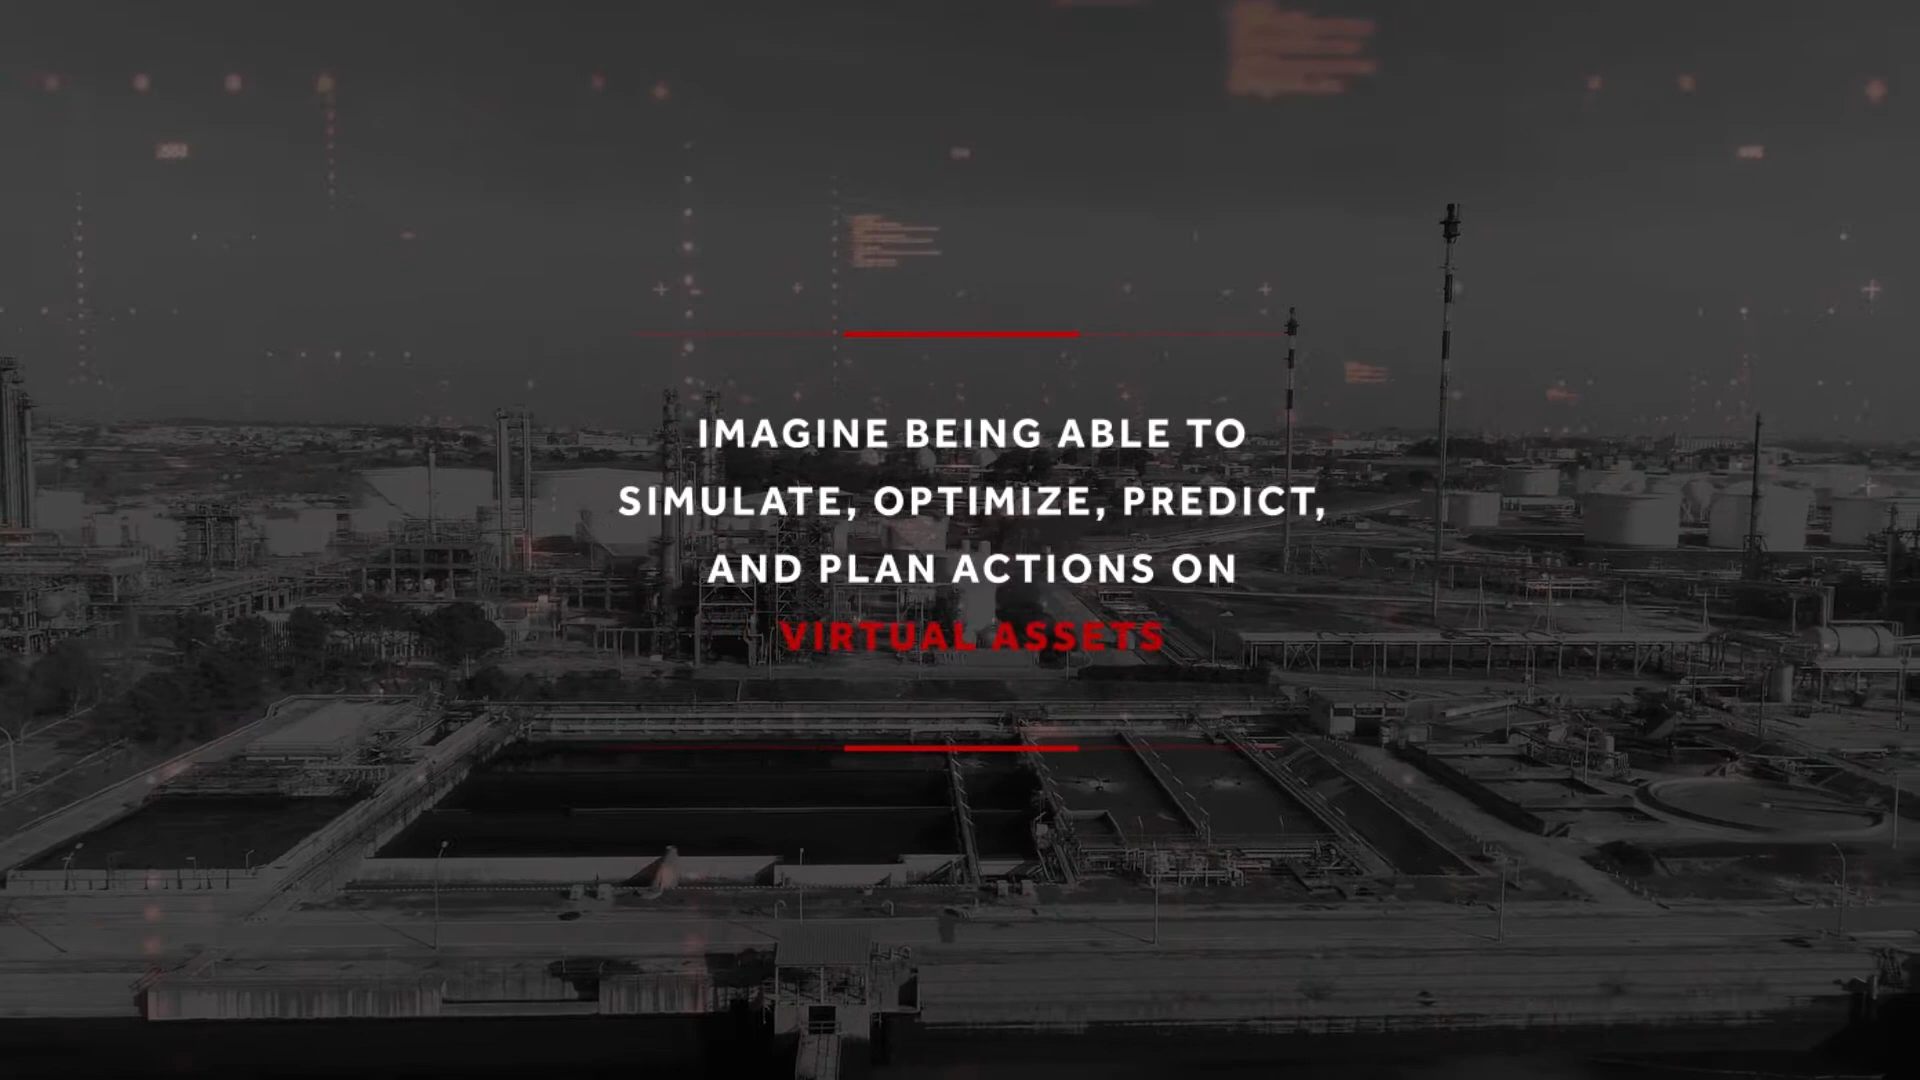 IMAGINE BEING ABLE TO
SIMULATE, OPTIMIZE, PREDICT,
AND PLAN ACTIONS ON
VIRTUAL ASSETS